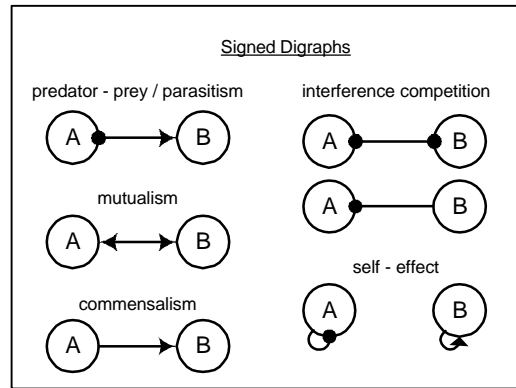 Signed Digraphs
predator - prey / parasitism
A B
mutualism
A B
commensalism
A B
interference competition
A B
A B
self - effect
A B